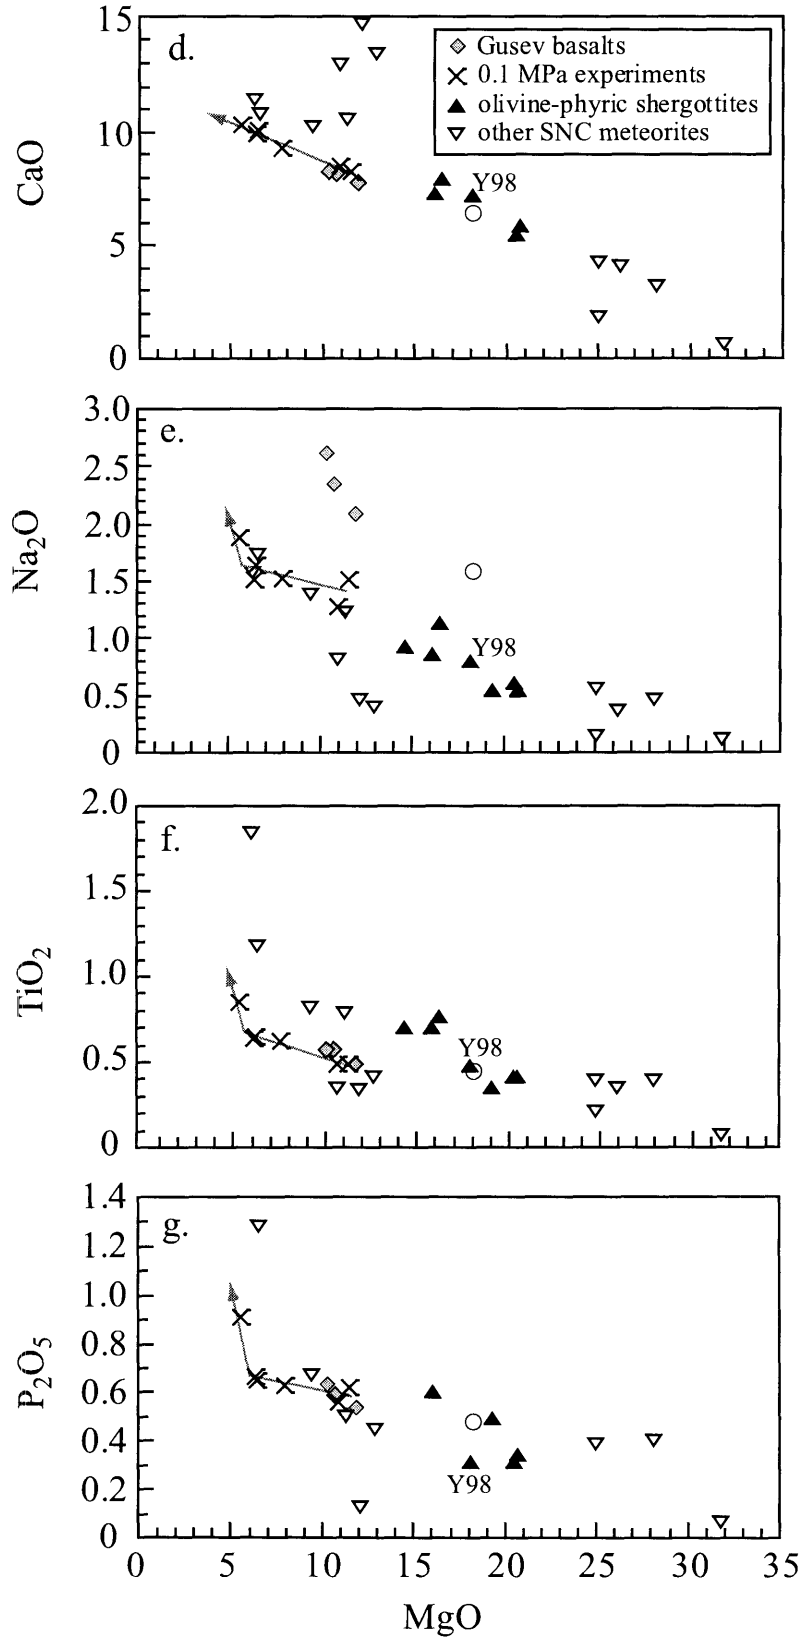 d.
Gusev basalts
0.1 MPa experiments
olivine-phyric shergottites
other SNC meteorites
Y98
CaO
15
10
5
0
e.
Y98
Na₂O
3.0
2.5
2.0
1.5
1.0
0.5
0
f.
Y98
TiO₂
2.0
1.5
1.0
0.5
0
g.
Y98
P₂O₅
1.4
1.2
1.0
0.8
0.6
0.4
0.2
0
0 5 10 15 20 25 30 35
MgO